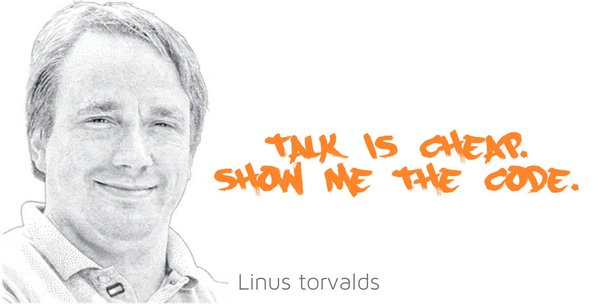 TALK IS CHEAP.
SHOW ME THE CODE.
Linus torvalds